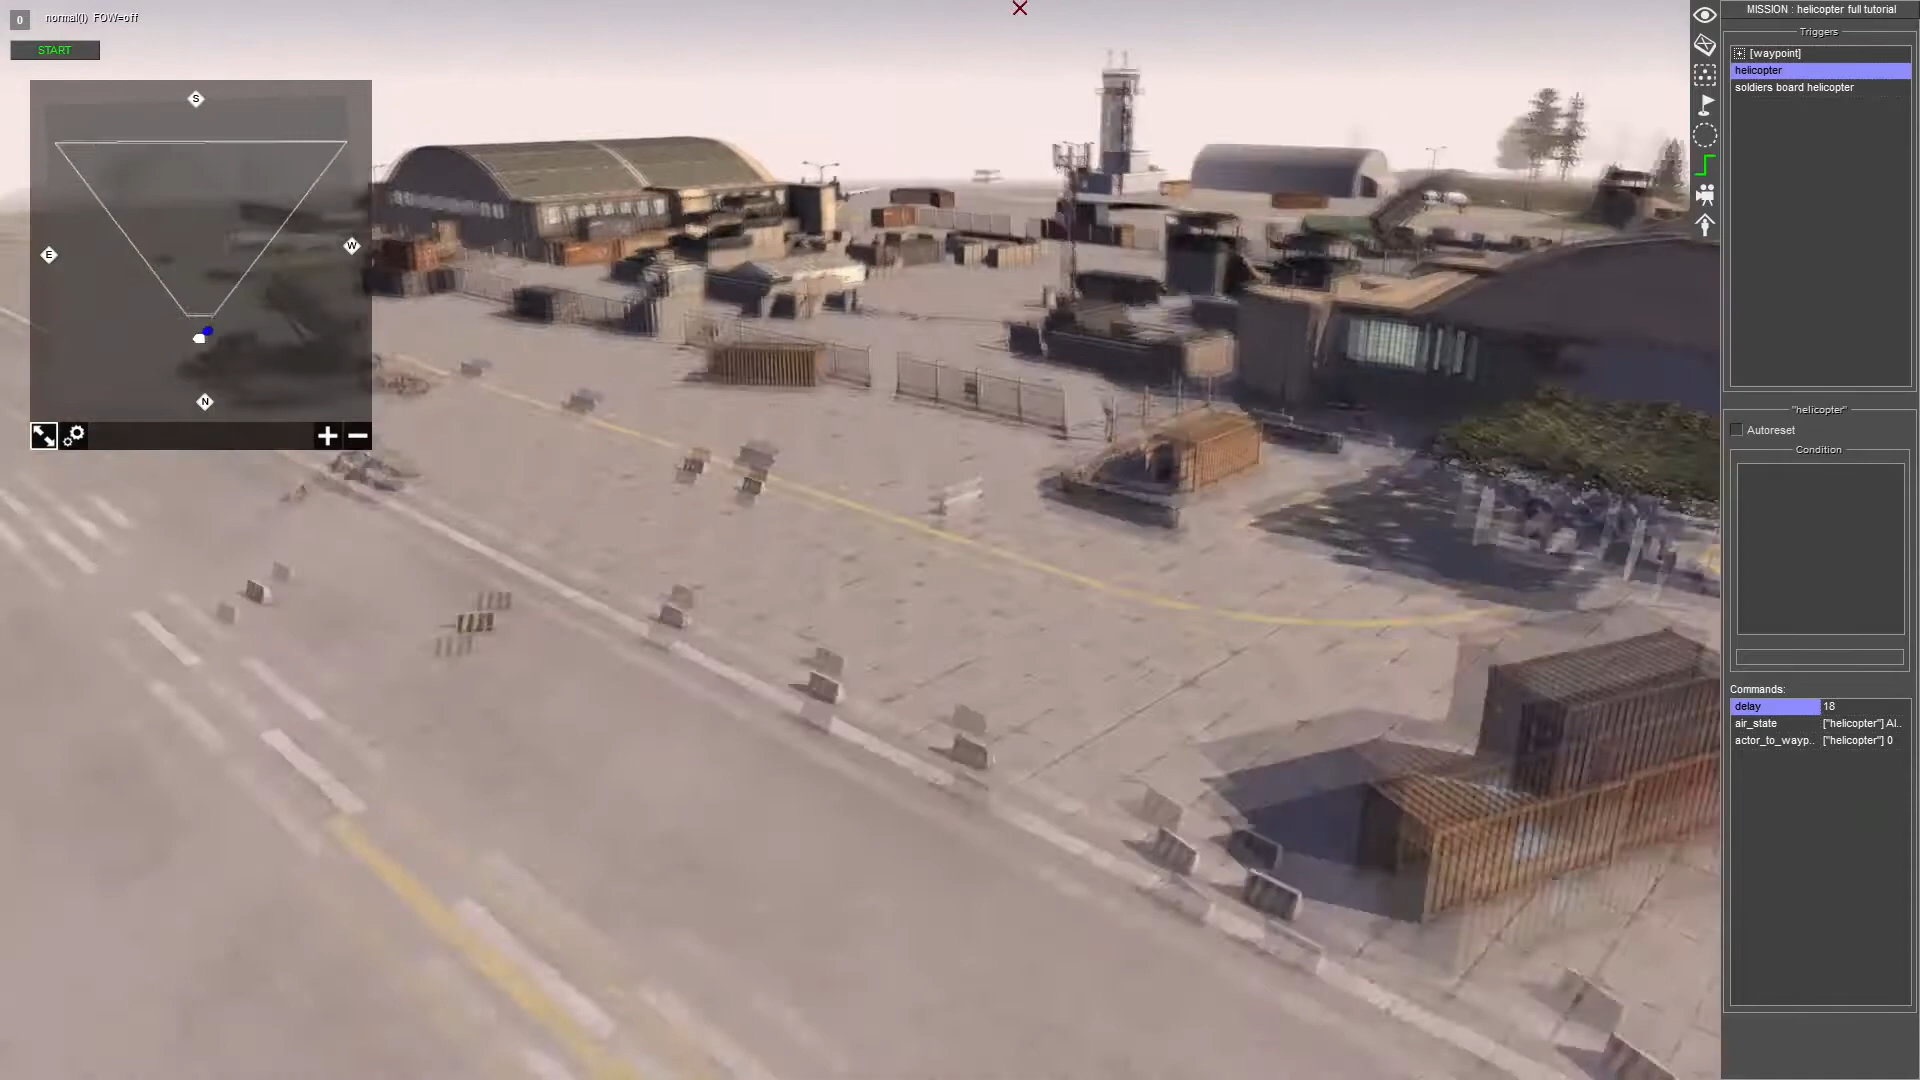 0 normal(l) FOW=off
START
S
E
W
N
MISSION : helicopter full tutorial
Triggers
[waypoint]
helicopter
soldiers board helicopter
"helicopter"
Autoreset
Condition
Commands:
delay 18
air_state ["helicopter"] Al..
actor_to_wayp.. ["helicopter"] 0